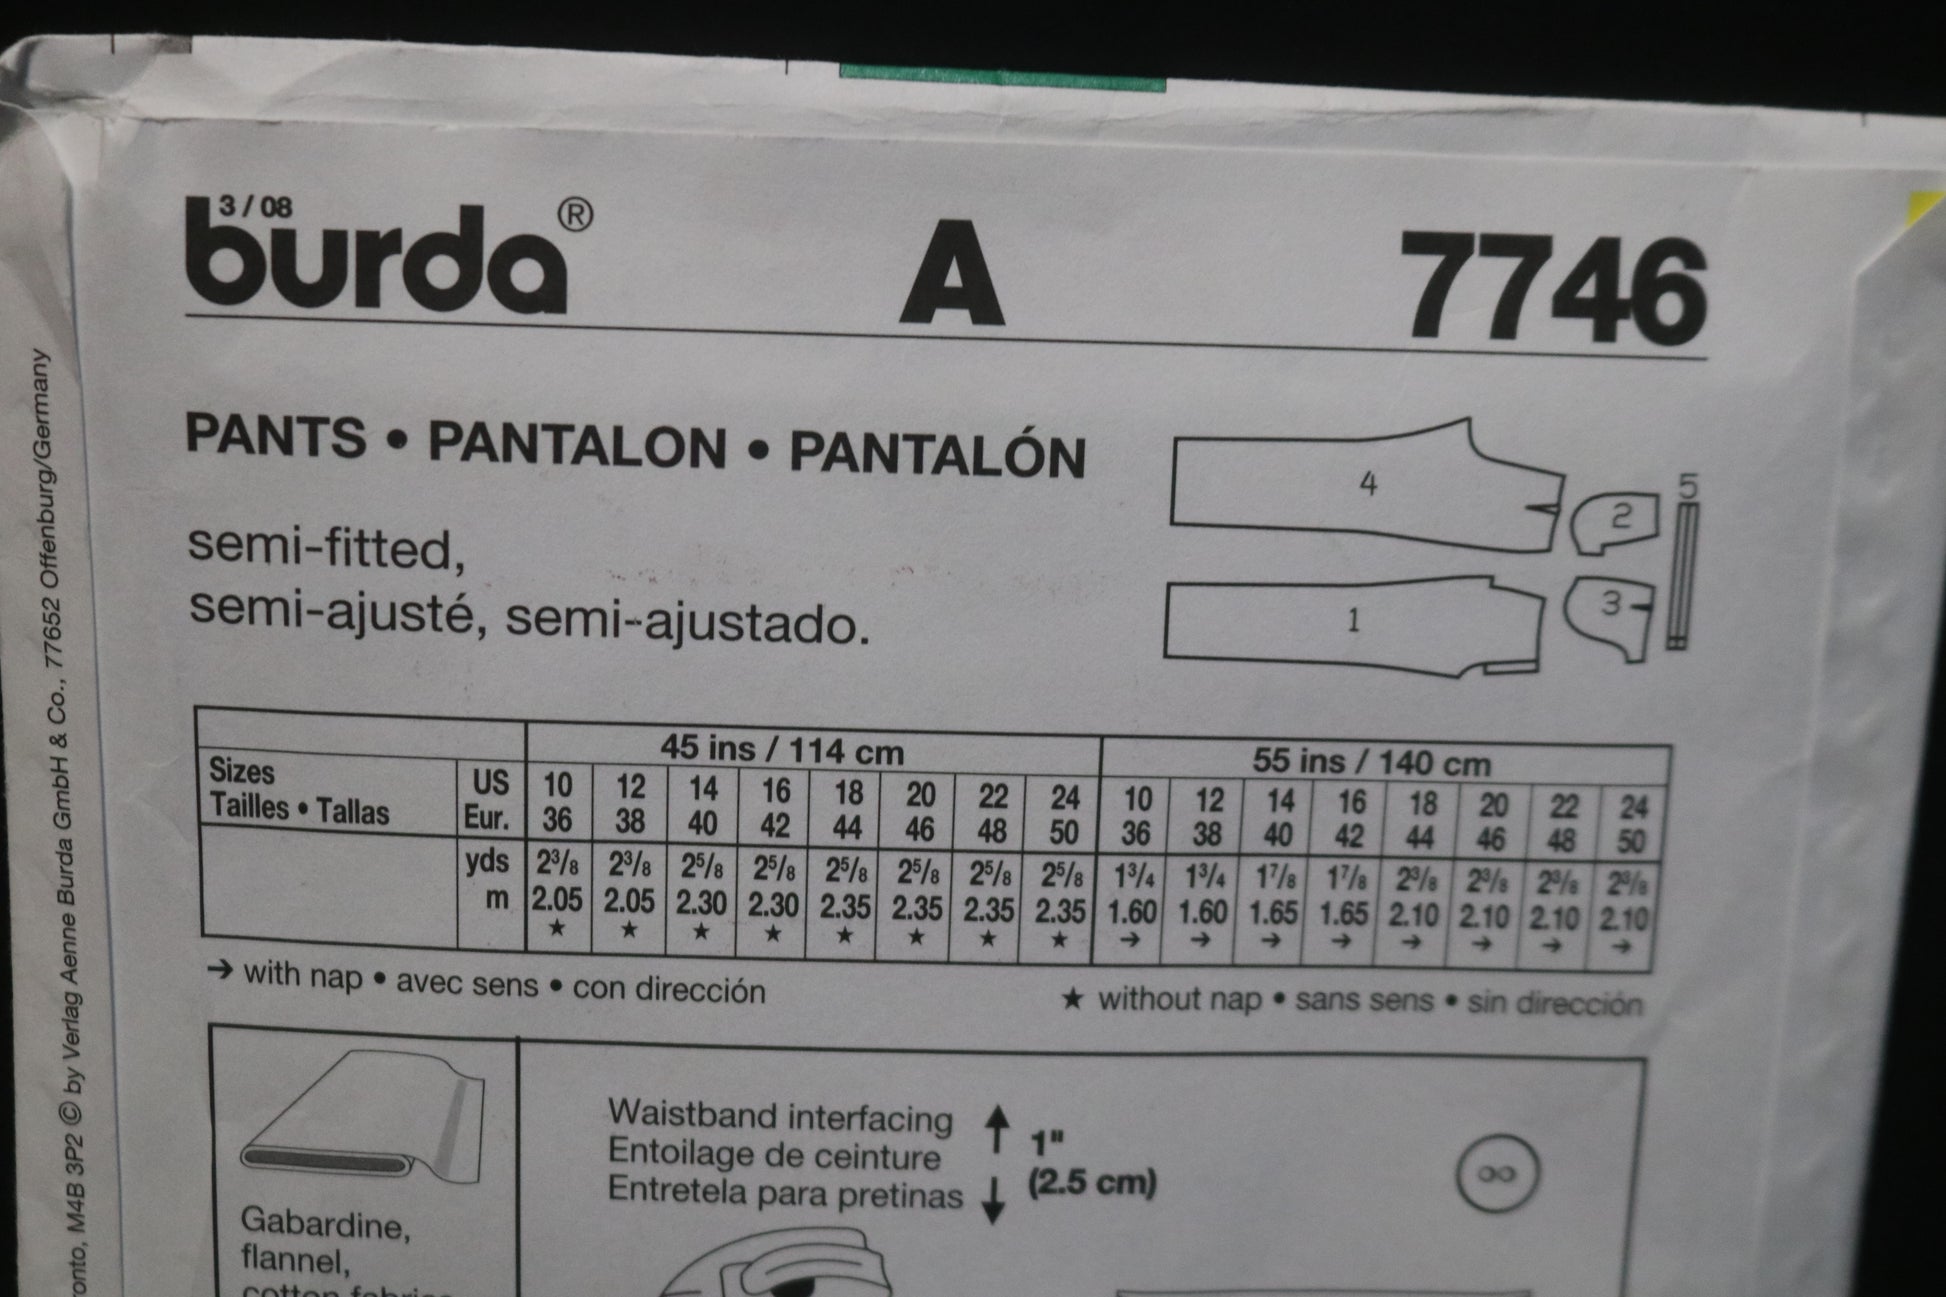 3/08
burda® A 7746
PANTS • PANTALON • PANTALÓN
semi-fitted,
semi-ajusté, semi-ajustado.
4
2
5
1
3
45 ins / 114 cm 55 ins / 140 cm
Sizes US 10 12 14 16 18 20 22 24 10 12 14 16 18 20 22 24
Tailles • Tallas Eur. 36 38 40 42 44 46 48 50 36 38 40 42 44 46 48 50
yds 2³/₈ 2³/₈ 2⁵/₈ 2⁵/₈ 2⁵/₈ 2⁵/₈ 2⁵/₈ 2⁵/₈ 1³/₄ 1³/₄ 1⁷/₈ 1⁷/₈ 2³/₈ 2³/₈ 2³/₈ 2³/₈
m 2.05 2.05 2.30 2.30 2.35 2.35 2.35 2.35 1.60 1.60 1.65 1.65 2.10 2.10 2.10 2.10
★ ★ ★ ★ ★ ★ ★ ★ → → → → → → → →
→ with nap • avec sens • con dirección ★ without nap • sans sens • sin dirección
Waistband interfacing
Entoilage de ceinture
Entretela para pretinas
1"
(2.5 cm)
Gabardine,
flannel,
cotton fabrics
ronto, M4B 3P2 © by Verlag Aenne Burda GmbH & Co., 77652 Offenburg/Germany